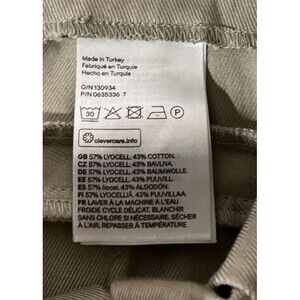 Made in Turkey
Fabriqué en Turquie
Hecho en Turquía
O/N 130934
P/N 0635336 7
30
P
clevercare.info
GB 57% LYOCELL. 43% COTTON.
CZ 57% LYOCELL. 43% BAVLNA.
DE 57% LYOCELL. 43% BAUMWOLLE.
EE 57% LYOCELL. 43% PUUVILL.
ES 57% liocel. 43% ALGODÓN.
FI 57% LYOCELLIÄ. 43% PUUVILLAA.
FR LAVER À LA MACHINE À L'EAU
FROIDE CYCLE DÉLICAT. BLANCHIR
SANS CHLORE SI NÉCESSAIRE. SÉCHER
À L'AIR. REPASSER À TEMPÉRATURE